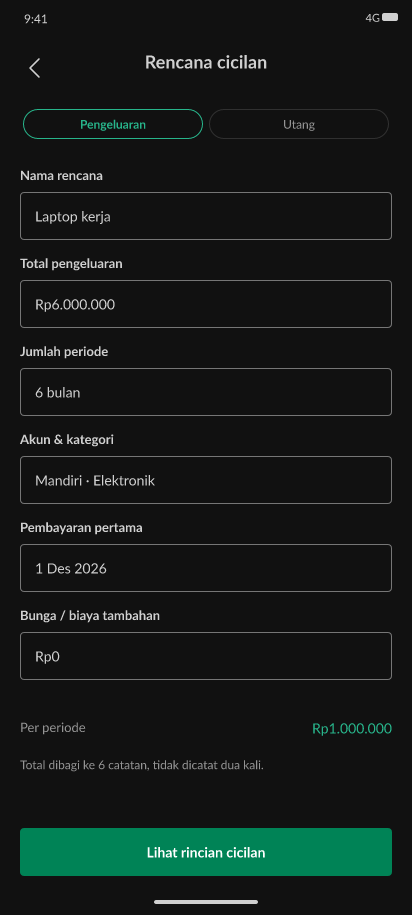 9:41
4G
Rencana cicilan
Pengeluaran
Utang
Nama rencana
Laptop kerja
Total pengeluaran
Rp6.000.000
Jumlah periode
6 bulan
Akun & kategori
Mandiri · Elektronik
Pembayaran pertama
1 Des 2026
Bunga / biaya tambahan
Rp0
Per periode
Rp1.000.000
Total dibagi ke 6 catatan, tidak dicatat dua kali.
Lihat rincian cicilan